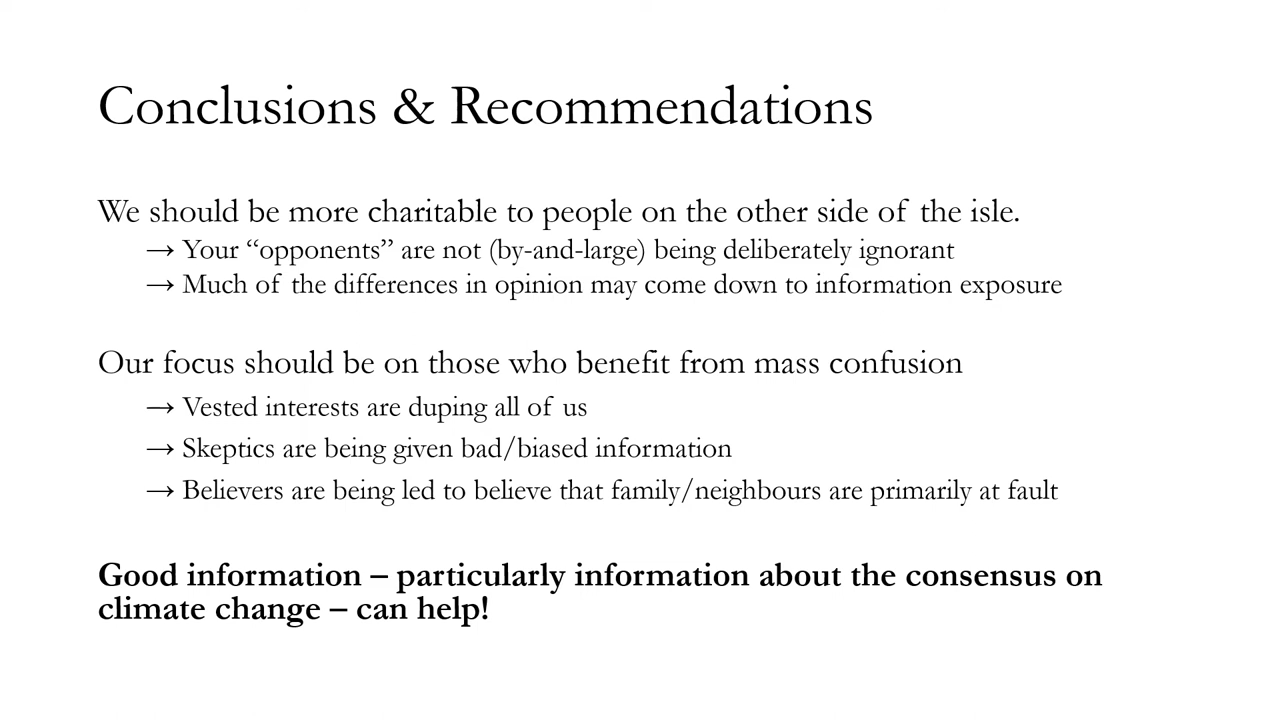 Conclusions & Recommendations
We should be more charitable to people on the other side of the isle.
→ Your “opponents” are not (by-and-large) being deliberately ignorant
→ Much of the differences in opinion may come down to information exposure
Our focus should be on those who benefit from mass confusion
→ Vested interests are duping all of us
→ Skeptics are being given bad/biased information
→ Believers are being led to believe that family/neighbours are primarily at fault
Good information – particularly information about the consensus on
climate change – can help!